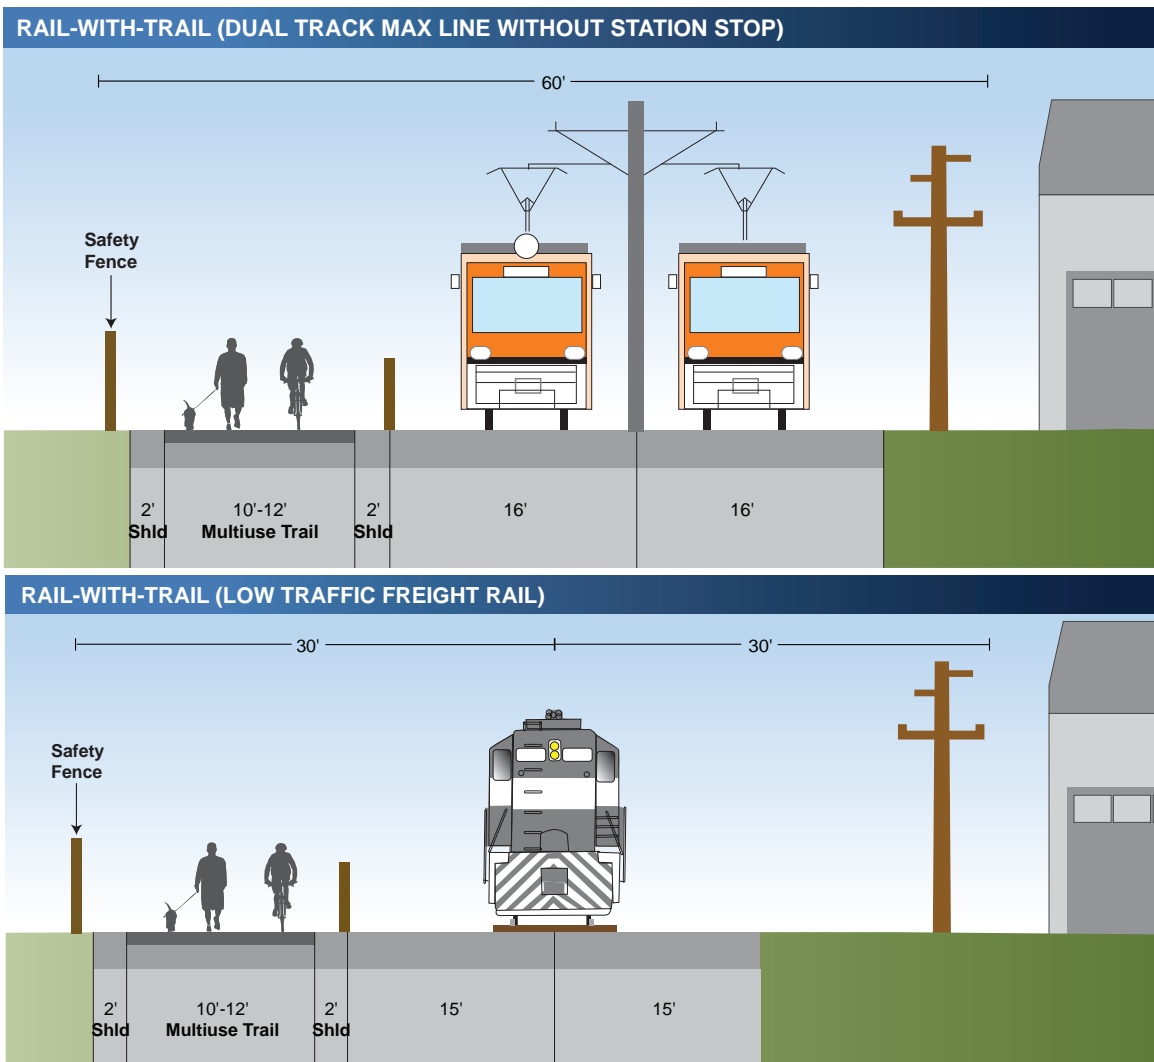 RAIL-WITH-TRAIL (DUAL TRACK MAX LINE WITHOUT STATION STOP)
60'
Safety
Fence
2'
Shld
10'-12'
Multiuse Trail
2'
Shld
16'
16'
RAIL-WITH-TRAIL (LOW TRAFFIC FREIGHT RAIL)
30'
30'
Safety
Fence
2'
Shld
10'-12'
Multiuse Trail
2'
Shld
15'
15'